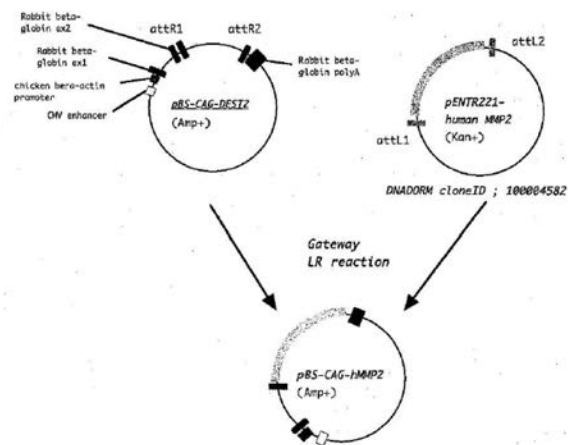 Rabbit beta-
globin ex2
attR1
attR2
attL2
Rabbit beta-
globin ex1
Rabbit beta-
globin polyA
chicken bera-actin
promoter
CMV enhancer
pBS-CAG-DEST2
(Amp+)
pENTR221-
human MMP2
(Kan+)
attL1
DNADORM cloneID ; 100004582
Gateway
LR reaction
pBS-CAG-hMMP2
(Amp+)